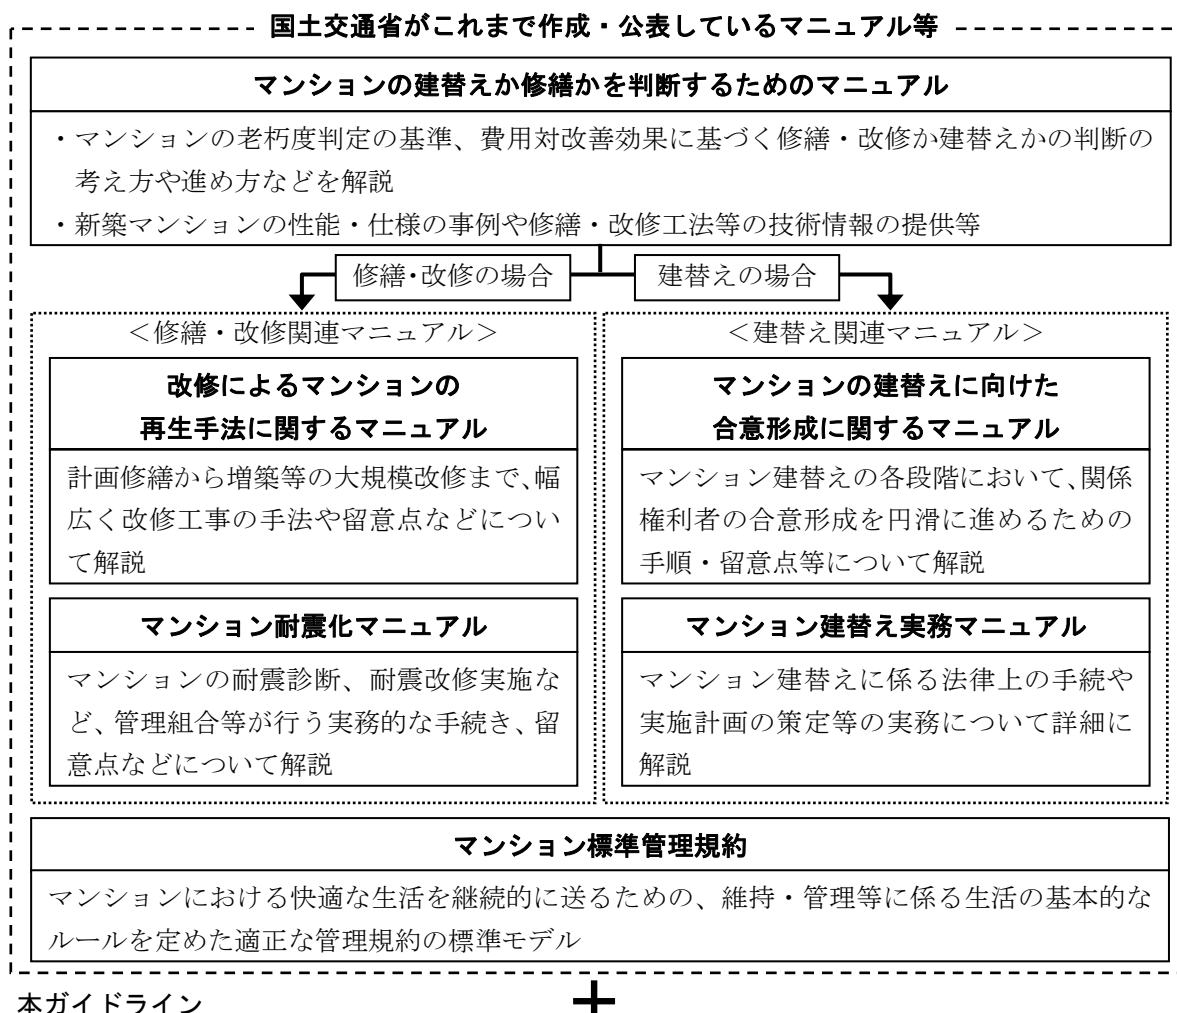 国土交通省がこれまで作成・公表しているマニュアル等
マンションの建替えか修繕かを判断するためのマニュアル
・マンションの老朽度判定の基準、費用対改善効果に基づく修繕・改修か建替えかの判断の
考え方や進め方などを解説
・新築マンションの性能・仕様の事例や修繕・改修工法等の技術情報の提供等
修繕・改修の場合
建替えの場合
＜修繕・改修関連マニュアル＞
改修によるマンションの
再生手法に関するマニュアル
計画修繕から増築等の大規模改修まで、幅
広く改修工事の手法や留意点などについ
て解説
マンション耐震化マニュアル
マンションの耐震診断、耐震改修実施な
ど、管理組合等が行う実務的な手続き、留
意点などについて解説
＜建替え関連マニュアル＞
マンションの建替えに向けた
合意形成に関するマニュアル
マンション建替えの各段階において、関係
権利者の合意形成を円滑に進めるための
手順・留意点等について解説
マンション建替え実務マニュアル
マンション建替えに係る法律上の手続や
実施計画の策定等の実務について詳細に
解説
マンション標準管理規約
マンションにおける快適な生活を継続的に送るための、維持・管理等に係る生活の基本的な
ルールを定めた適正な管理規約の標準モデル
本ガイドライン